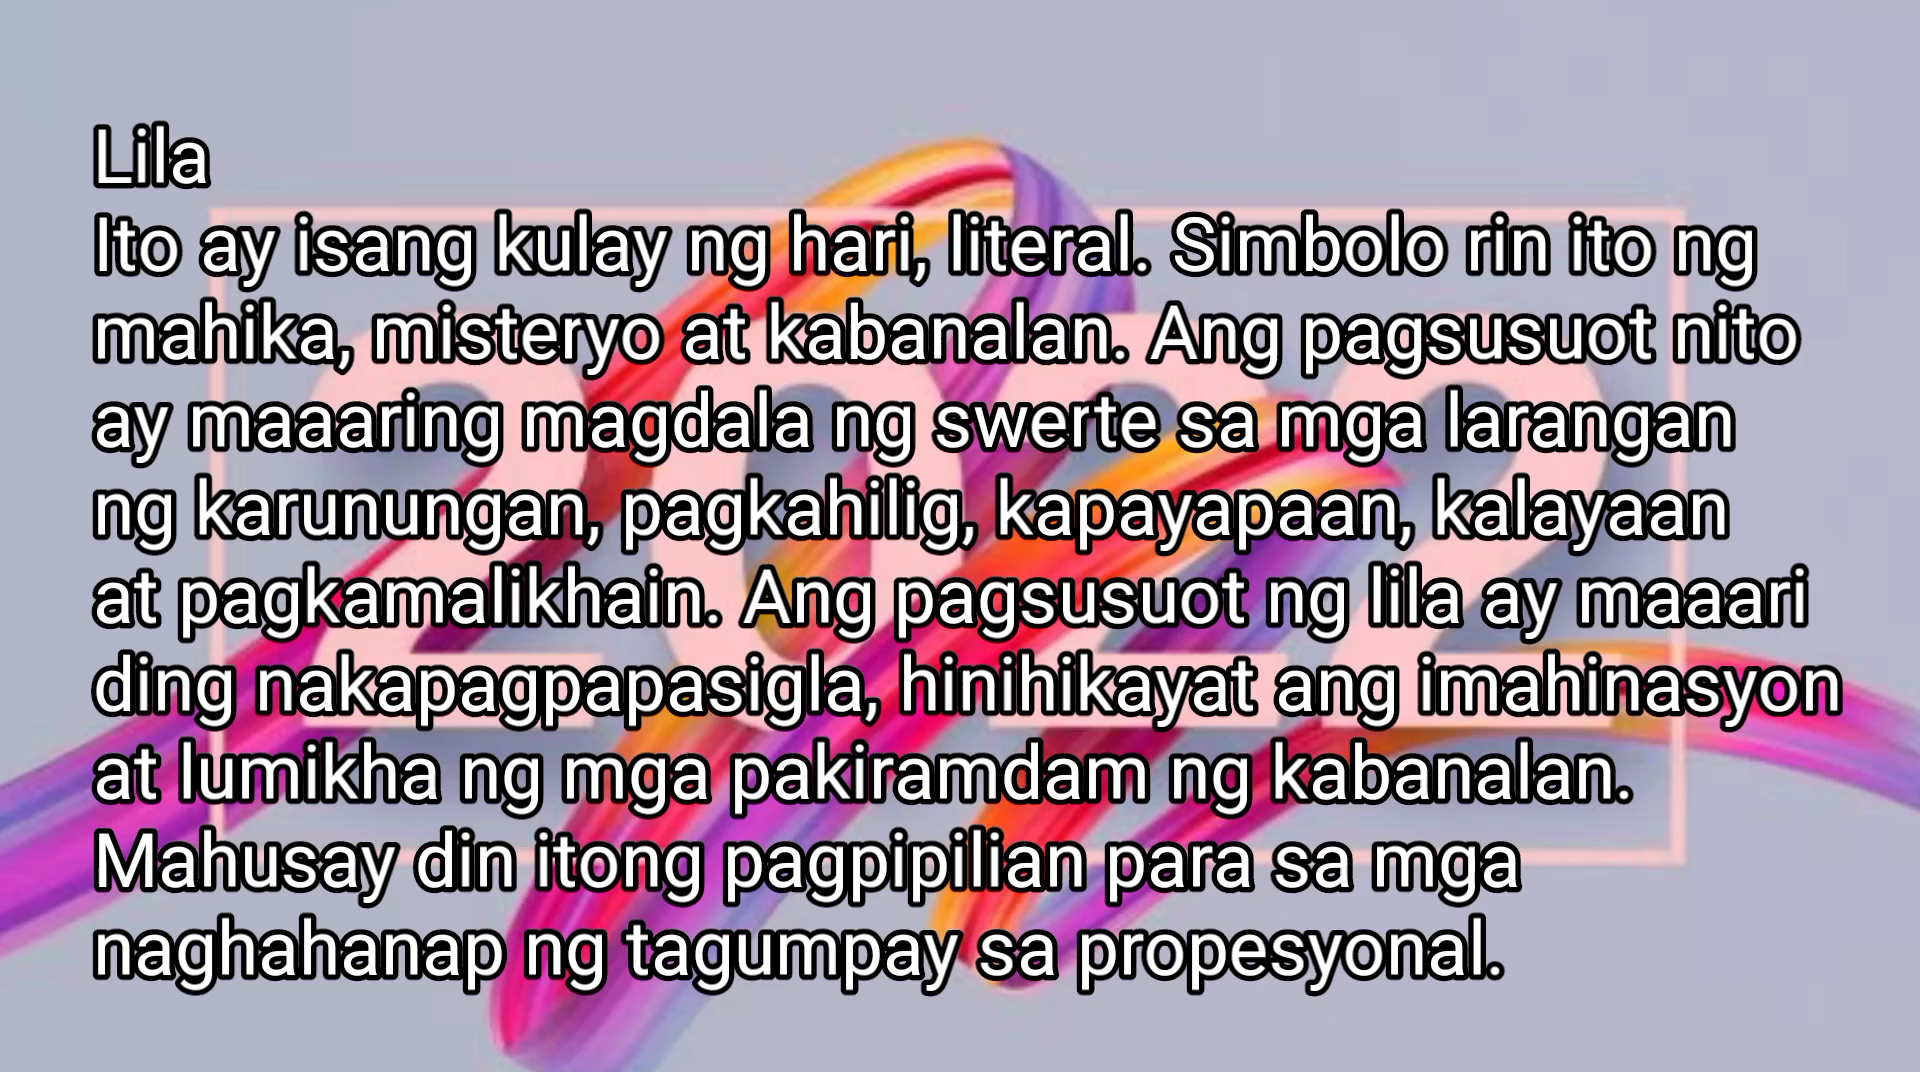 Lila
Ito ay isang kulay ng hari, literal. Simbolo rin ito ng
mahika, misteryo at kabanalan. Ang pagsusuot nito
ay maaaring magdala ng swerte sa mga larangan
ng karunungan, pagkahilig, kapayapaan, kalayaan
at pagkamalikhain. Ang pagsusuot ng lila ay maaari
ding nakapagpapasigla, hinihikayat ang imahinasyon
at lumikha ng mga pakiramdam ng kabanalan.
Mahusay din itong pagpipilian para sa mga
naghahanap ng tagumpay sa propesyonal.
2022